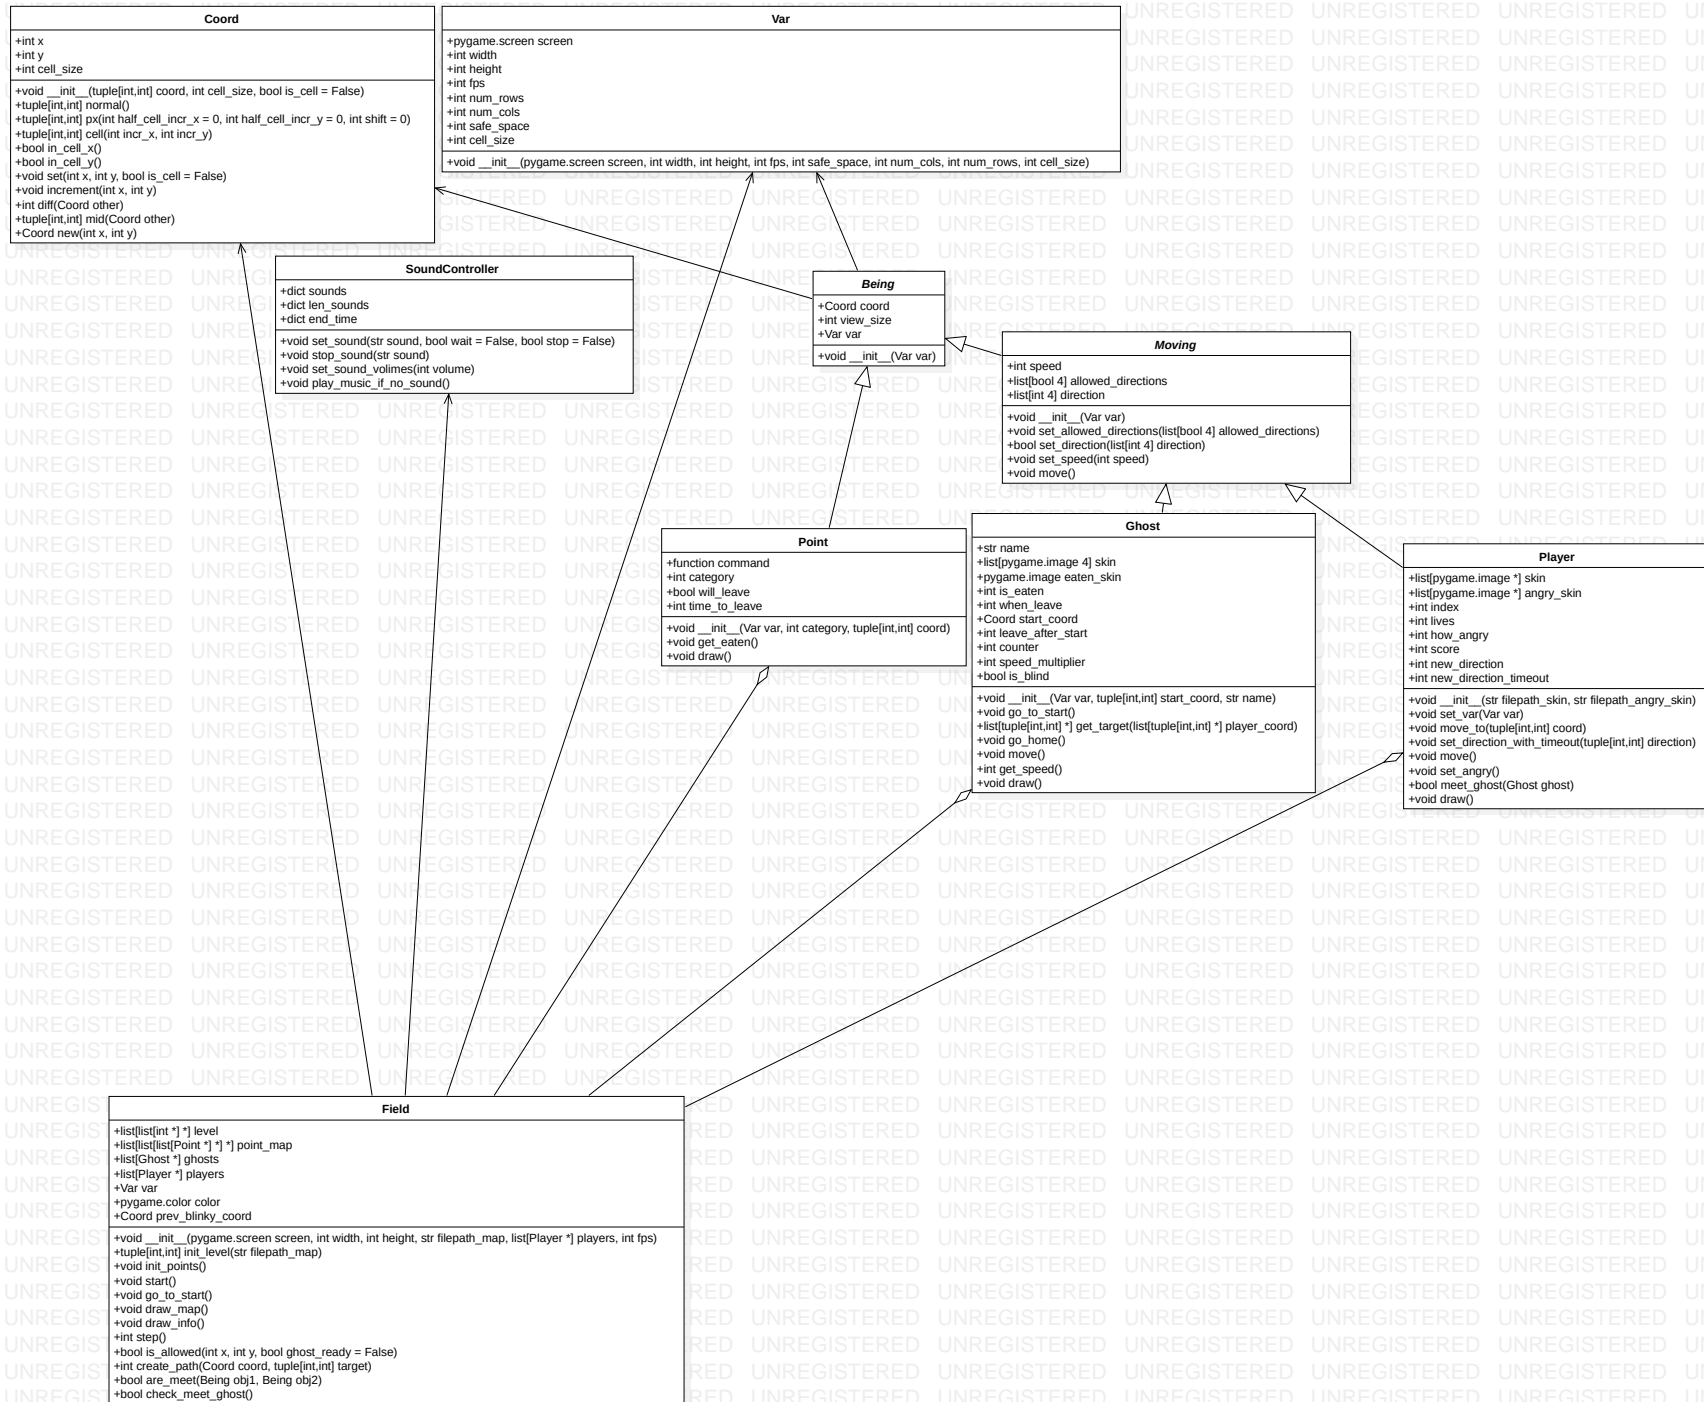 Coord
+int x
+int y
+int cell_size
+void __init__(tuple[int,int] coord, int cell_size, bool is_cell = False)
+tuple[int,int] normal()
+tuple[int,int] px(int half_cell_incr_x = 0, int half_cell_incr_y = 0, int shift = 0)
+tuple[int,int] cell(int incr_x, int incr_y)
+bool in_cell_x()
+bool in_cell_y()
+void set(int x, int y, bool is_cell = False)
+void increment(int x, int y)
+int diff(Coord other)
+tuple[int,int] mid(Coord other)
+Coord new(int x, int y)
Var
+pygame.screen screen
+int width
+int height
+int fps
+int num_rows
+int num_cols
+int safe_space
+int cell_size
+void __init__(pygame.screen screen, int width, int height, int fps, int safe_space, int num_cols, int num_rows, int cell_size)
SoundController
+dict sounds
+dict len_sounds
+dict end_time
+void set_sound(str sound, bool wait = False, bool stop = False)
+void stop_sound(str sound)
+void set_sound_volimes(int volume)
+void play_music_if_no_sound()
Being
+Coord coord
+int view_size
+Var var
+void __init__(Var var)
Moving
+int speed
+list[bool 4] allowed_directions
+list[int 4] direction
+void __init__(Var var)
+void set_allowed_directions(list[bool 4] allowed_directions)
+bool set_direction(list[int 4] direction)
+void set_speed(int speed)
+void move()
Point
+function command
+int category
+bool will_leave
+int time_to_leave
+void __init__(Var var, int category, tuple[int,int] coord)
+void get_eaten()
+void draw()
Ghost
+str name
+list[pygame.image 4] skin
+pygame.image eaten_skin
+int is_eaten
+int when_leave
+Coord start_coord
+int leave_after_start
+int counter
+int speed_multiplier
+bool is_blind
+void __init__(Var var, tuple[int,int] start_coord, str name)
+void go_to_start()
+list[tuple[int,int] *] get_target(list[tuple[int,int] *] player_coord)
+void go_home()
+void move()
+int get_speed()
+void draw()
Player
+list[pygame.image *] skin
+list[pygame.image *] angry_skin
+int index
+int lives
+int how_angry
+int score
+int new_direction
+int new_direction_timeout
+void __init__(str filepath_skin, str filepath_angry_skin)
+void set_var(Var var)
+void move_to(tuple[int,int] coord)
+void set_direction_with_timeout(tuple[int,int] direction)
+void move()
+void set_angry()
+bool meet_ghost(Ghost ghost)
+void draw()
Field
+list[list[int *] *] level
+list[list[list[Point *] *] *] point_map
+list[Ghost *] ghosts
+list[Player *] players
+Var var
+pygame.color color
+Coord prev_blinky_coord
+void __init__(pygame.screen screen, int width, int height, str filepath_map, list[Player *] players, int fps)
+tuple[int,int] init_level(str filepath_map)
+void init_points()
+void start()
+void go_to_start()
+void draw_map()
+void draw_info()
+int step()
+bool is_allowed(int x, int y, bool ghost_ready = False)
+int create_path(Coord coord, tuple[int,int] target)
+bool are_meet(Being obj1, Being obj2)
+bool check_meet_ghost()
UNREGISTERED